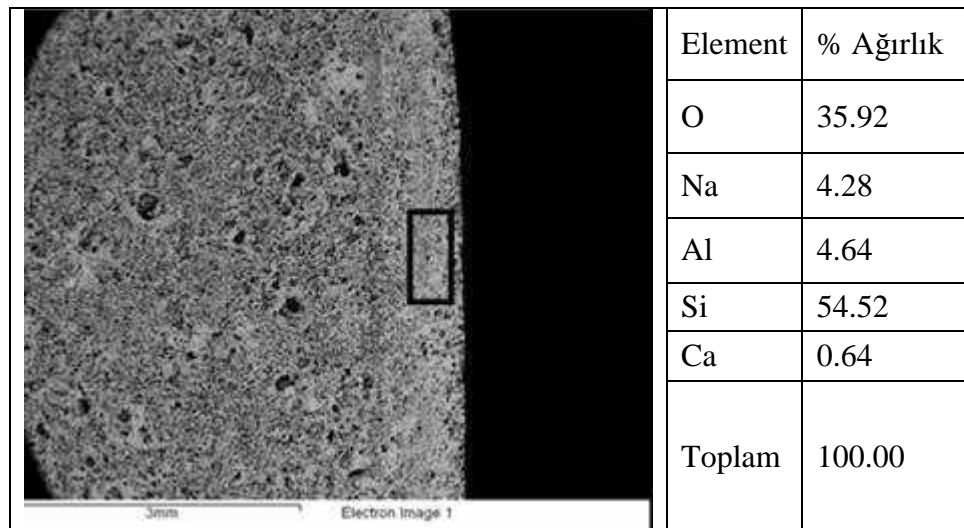 Element % Ağırlık
O 35.92
Na 4.28
Al 4.64
Si 54.52
Ca 0.64
Toplam 100.00
3mm Electron Image 1